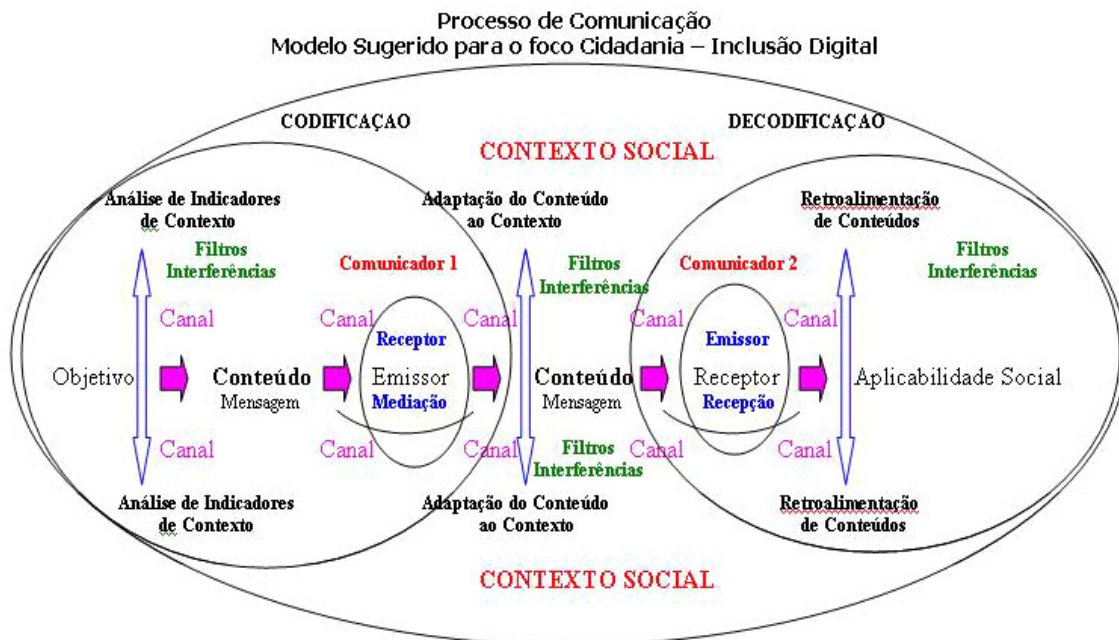 Processo de Comunicação
Modelo Sugerido para o foco Cidadania – Inclusão Digital
CODIFICAÇAO
DECODIFICAÇAO
CONTEXTO SOCIAL
Análise de Indicadores
de Contexto
Adaptação do Conteúdo
ao Contexto
Retroalimentação
de Conteúdos
Filtros
Interferências
Comunicador 1
Filtros
Interferências
Comunicador 2
Filtros
Interferências
Canal
Canal
Canal
Canal
Canal
Receptor
Emissor
Objetivo
Conteúdo
Mensagem
Emissor
Mediação
Conteúdo
Mensagem
Receptor
Recepção
Aplicabilidade Social
Canal
Canal
Canal
Canal
Canal
Filtros
Interferências
Análise de Indicadores
de Contexto
Adaptação do Conteúdo
ao Contexto
Retroalimentação
de Conteúdos
CONTEXTO SOCIAL